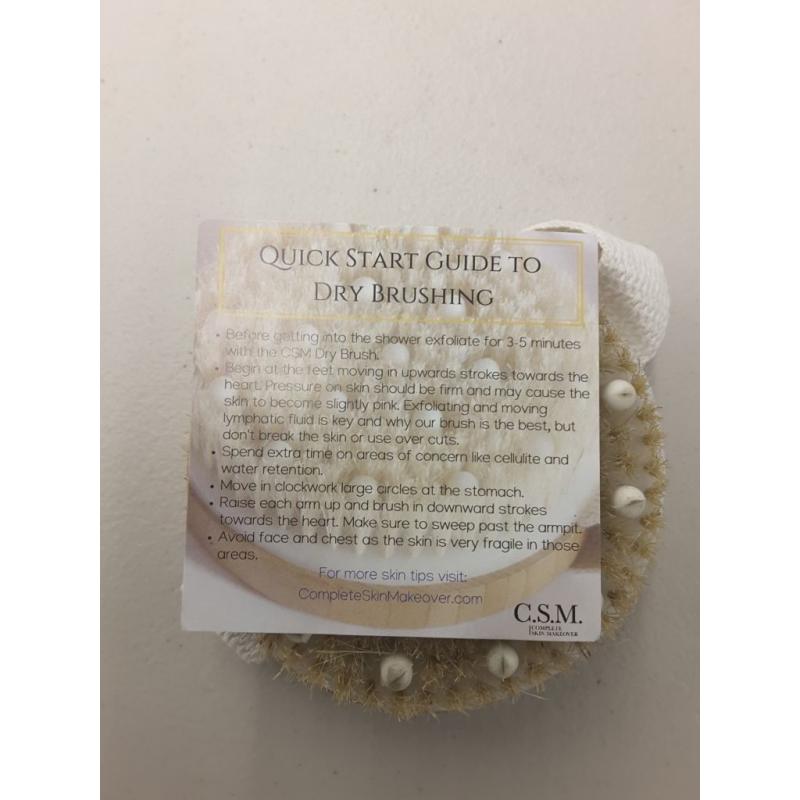 QUICK START GUIDE TO
DRY BRUSHING
• Before getting into the shower exfoliate for 3-5 minutes
with the CSM Dry Brush.
• Begin at the feet moving in upwards strokes towards the
heart. Pressure on skin should be firm and may cause the
skin to become slightly pink. Exfoliating and moving
lymphatic fluid is key and why our brush is the best, but
don't break the skin or use over cuts.
• Spend extra time on areas of concern like cellulite and
water retention.
• Move in clockwork large circles at the stomach.
• Raise each arm up and brush in downward strokes
towards the heart. Make sure to sweep past the armpit.
• Avoid face and chest as the skin is very fragile in those
areas.
For more skin tips visit:
CompleteSkinMakeover.com
C.S.M.
COMPLETE
SKIN MAKEOVER